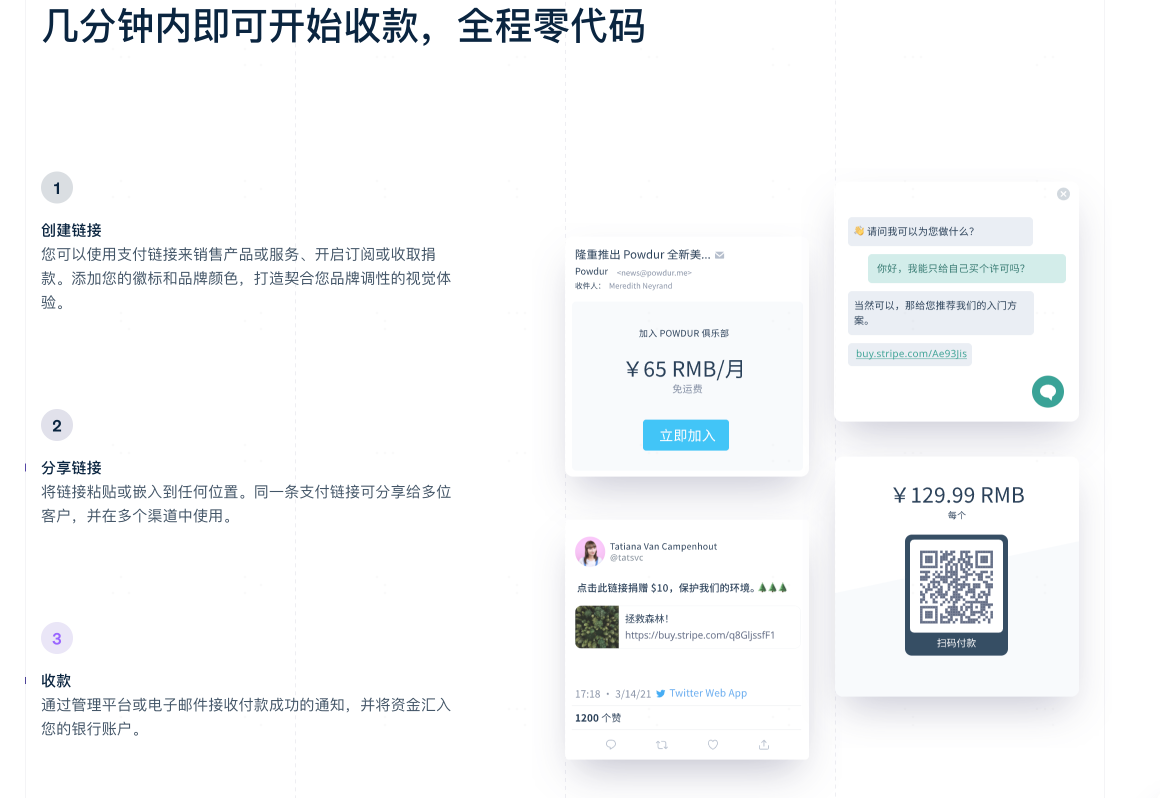 几分钟内即可开始收款，全程零代码
1
创建链接
您可以使用支付链接来销售产品或服务、开启订阅或收取捐
款。添加您的徽标和品牌颜色，打造契合您品牌调性的视觉体
验。
2
分享链接
将链接粘贴或嵌入到任何位置。同一条支付链接可分享给多位
客户，并在多个渠道中使用。
3
收款
通过管理平台或电子邮件接收付款成功的通知，并将资金汇入
您的银行账户。
隆重推出 Powdur 全新美...
Powdur <news@powdur.me>
收件人： Meredith Neyrand
加入 POWDUR 俱乐部
￥65 RMB/月
免运费
立即加入
Tatiana Van Campenhout
@tatsvc
点击此链接捐赠 $10，保护我们的环境。🌲🌲🌲
拯救森林！
https://buy.stripe.com/q8GljssfF1
17:18 • 3/14/21 Twitter Web App
1200 个赞
👋 请问我可以为您做什么？
你好，我能只给自己买个许可吗？
当然可以，那给您推荐我们的入门方
案。
buy.stripe.com/Ae93Jis
￥129.99 RMB
每个
扫码付款